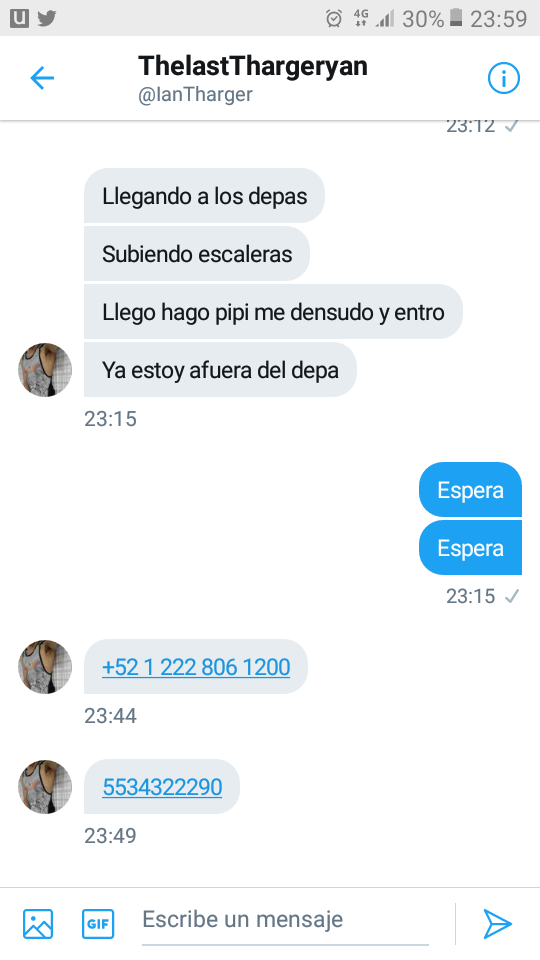 4G 30% 23:59
ThelastThargeryan
@IanTharger
23:12
Llegando a los depas
Subiendo escaleras
Llego hago pipi me densudo y entro
Ya estoy afuera del depa
23:15
Espera
Espera
23:15
+52 1 222 806 1200
23:44
5534322290
23:49
GIF
Escribe un mensaje